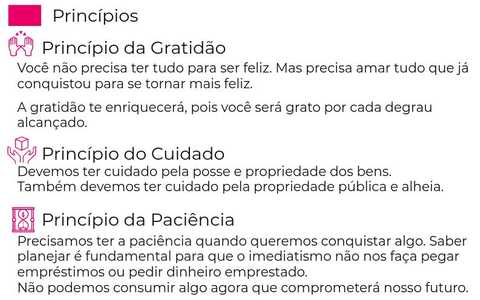 Princípios
Princípio da Gratidão
Você não precisa ter tudo para ser feliz. Mas precisa amar tudo que já
conquistou para se tornar mais feliz.
A gratidão te enriquecerá, pois você será grato por cada degrau
alcançado.
Princípio do Cuidado
Devemos ter cuidado pela posse e propriedade dos bens.
Também devemos ter cuidado pela propriedade pública e alheia.
Princípio da Paciência
Precisamos ter a paciência quando queremos conquistar algo. Saber
planejar é fundamental para que o imediatismo não nos faça pegar
empréstimos ou pedir dinheiro emprestado.
Não podemos consumir algo agora que comprometerá nosso futuro.